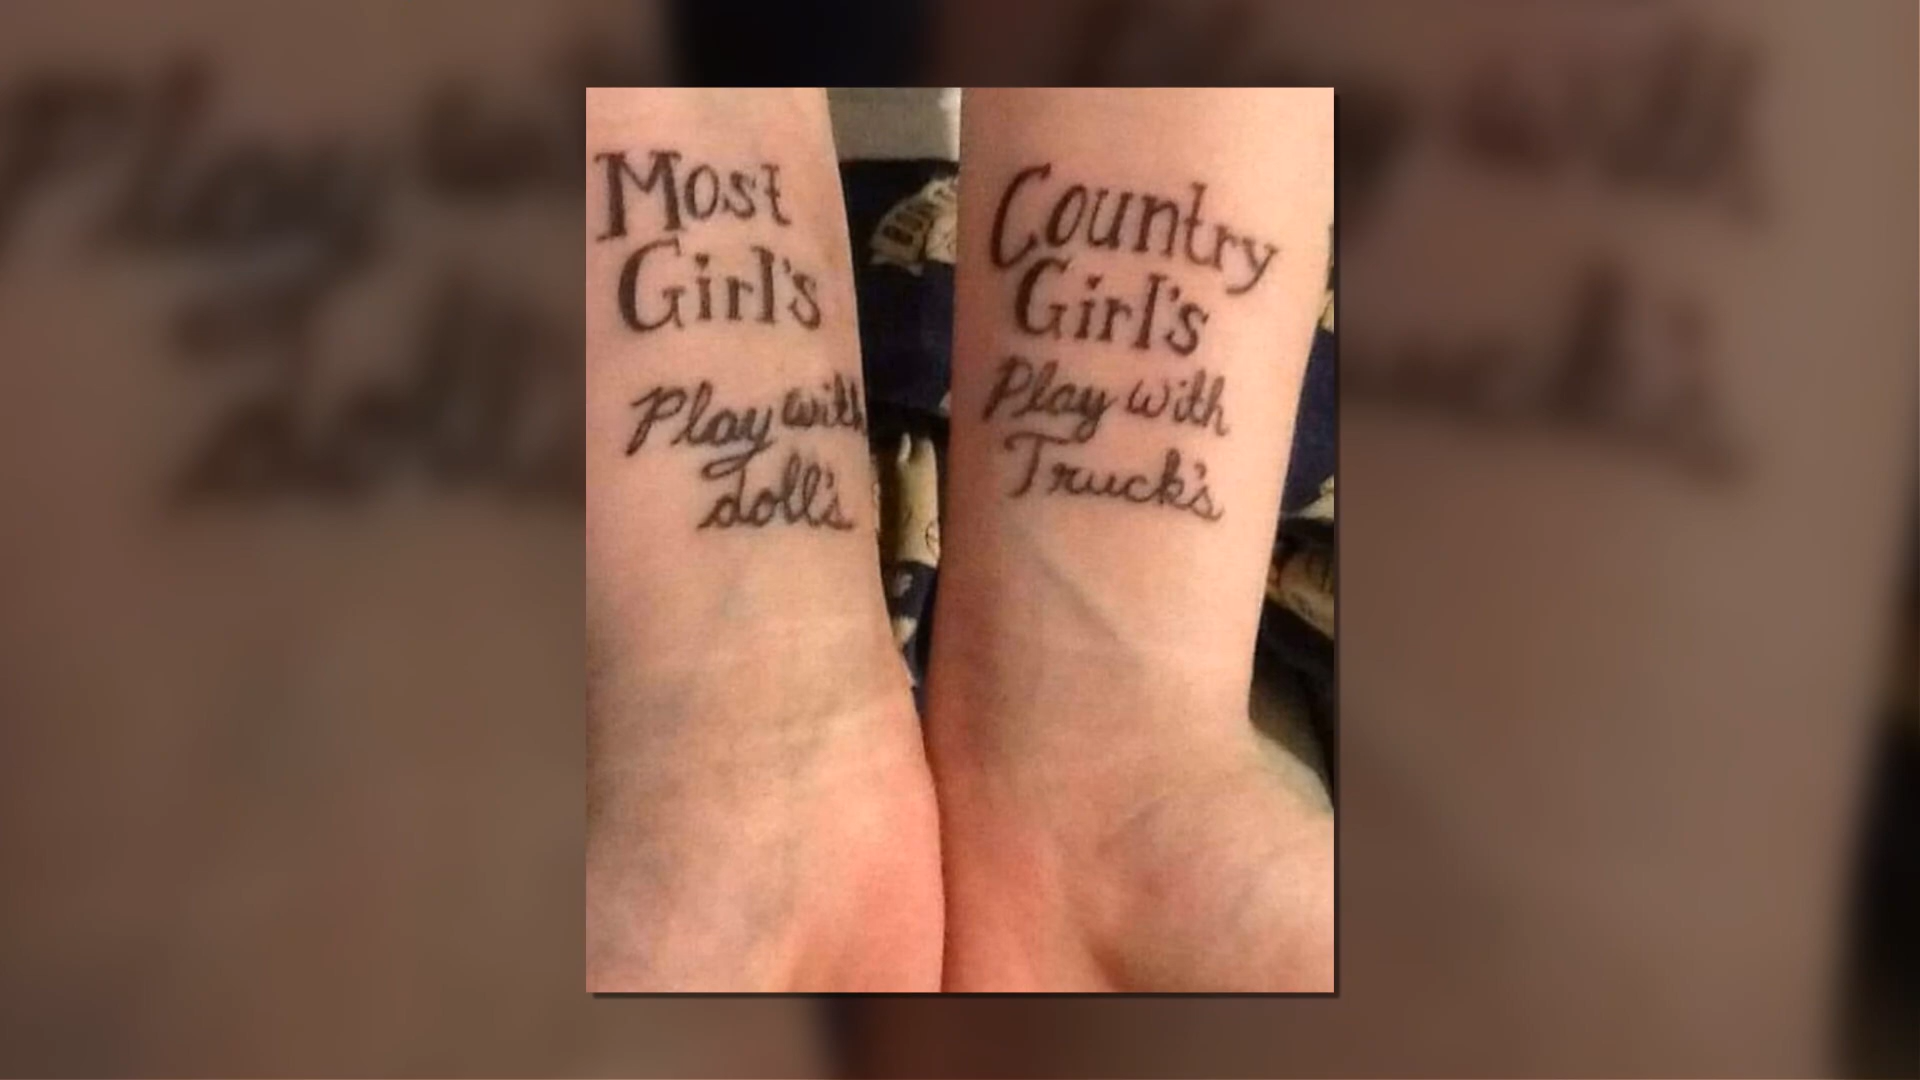 Most
Girl's
Play with
doll's
Country
Girl's
Play with
Truck's